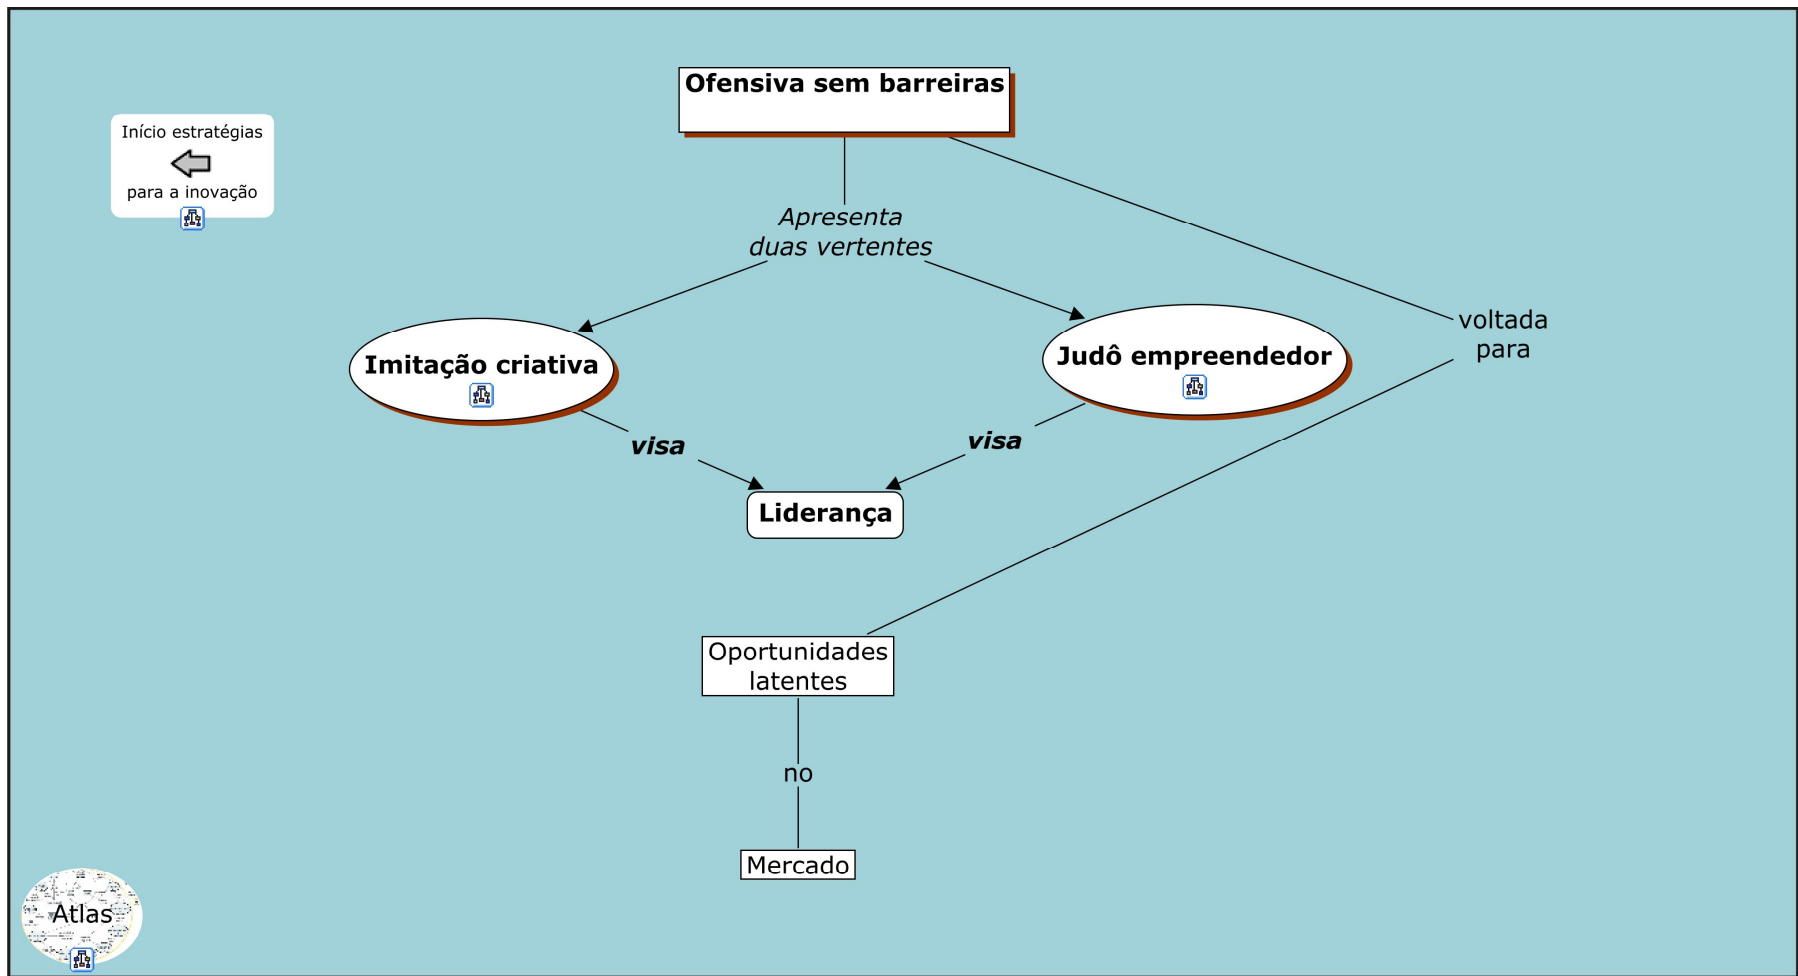 Ofensiva sem barreiras
Início estratégias
para a inovação
Apresenta
duas vertentes
voltada
para
Imitação criativa
Judô empreendedor
visa
visa
Liderança
Oportunidades
latentes
no
Mercado
Atlas